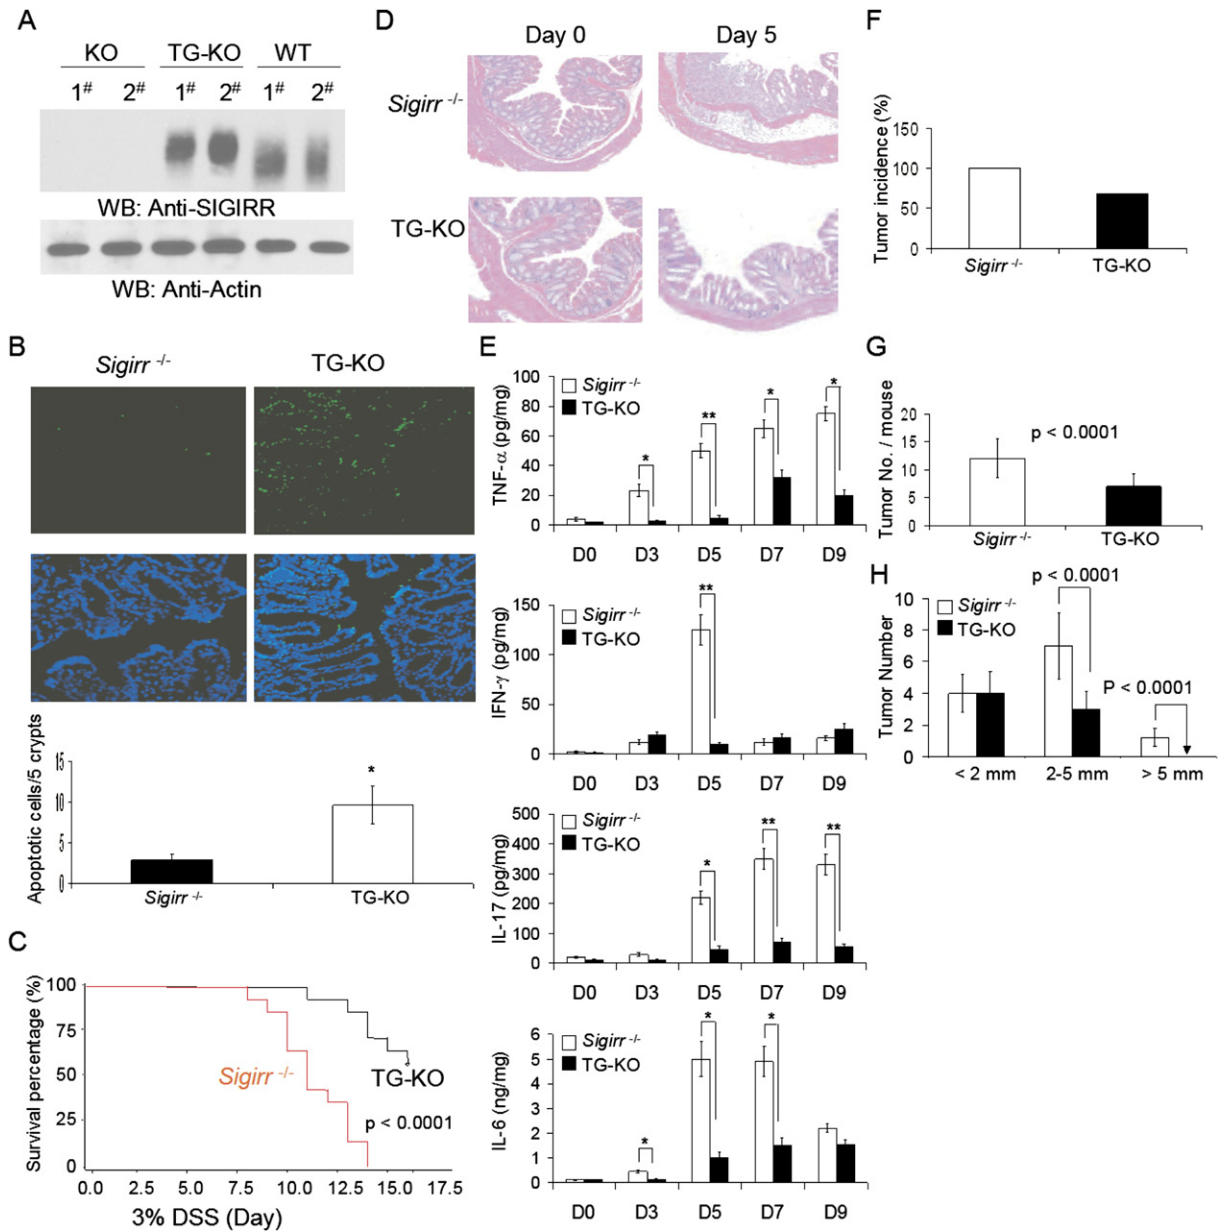 A
KO TG-KO WT
1# 2# 1# 2# 1# 2#
WB: Anti-SIGIRR
WB: Anti-Actin
B
Sigirr -/- TG-KO
Apoptotic cells/5 crypts
15
10
5
0
*
Sigirr -/- TG-KO
C
Survival percentage (%)
100
75
50
25
0
Sigirr -/-
TG-KO
p < 0.0001
0.0 2.5 5.0 7.5 10.0 12.5 15.0 17.5
3% DSS (Day)
D
Day 0 Day 5
Sigirr -/-
TG-KO
E
TNF-α (pg/mg)
100
80
60
40
20
0
Sigirr -/-
TG-KO
* ** * *
D0 D3 D5 D7 D9
IFN-γ (pg/mg)
150
100
50
0
Sigirr -/-
TG-KO
**
D0 D3 D5 D7 D9
IL-17 (pg/mg)
500
400
300
200
100
0
Sigirr -/-
TG-KO
* ** **
D0 D3 D5 D7 D9
IL-6 (ng/mg)
6
5
4
3
2
1
0
Sigirr -/-
TG-KO
* * *
D0 D3 D5 D7 D9
F
Tumor incidence (%)
150
100
50
0
Sigirr -/- TG-KO
G
Tumor No. / mouse
20
15
10
5
0
p < 0.0001
Sigirr -/- TG-KO
H
Tumor Number
10
8
6
4
2
0
Sigirr -/-
TG-KO
p < 0.0001
P < 0.0001
< 2 mm 2-5 mm > 5 mm